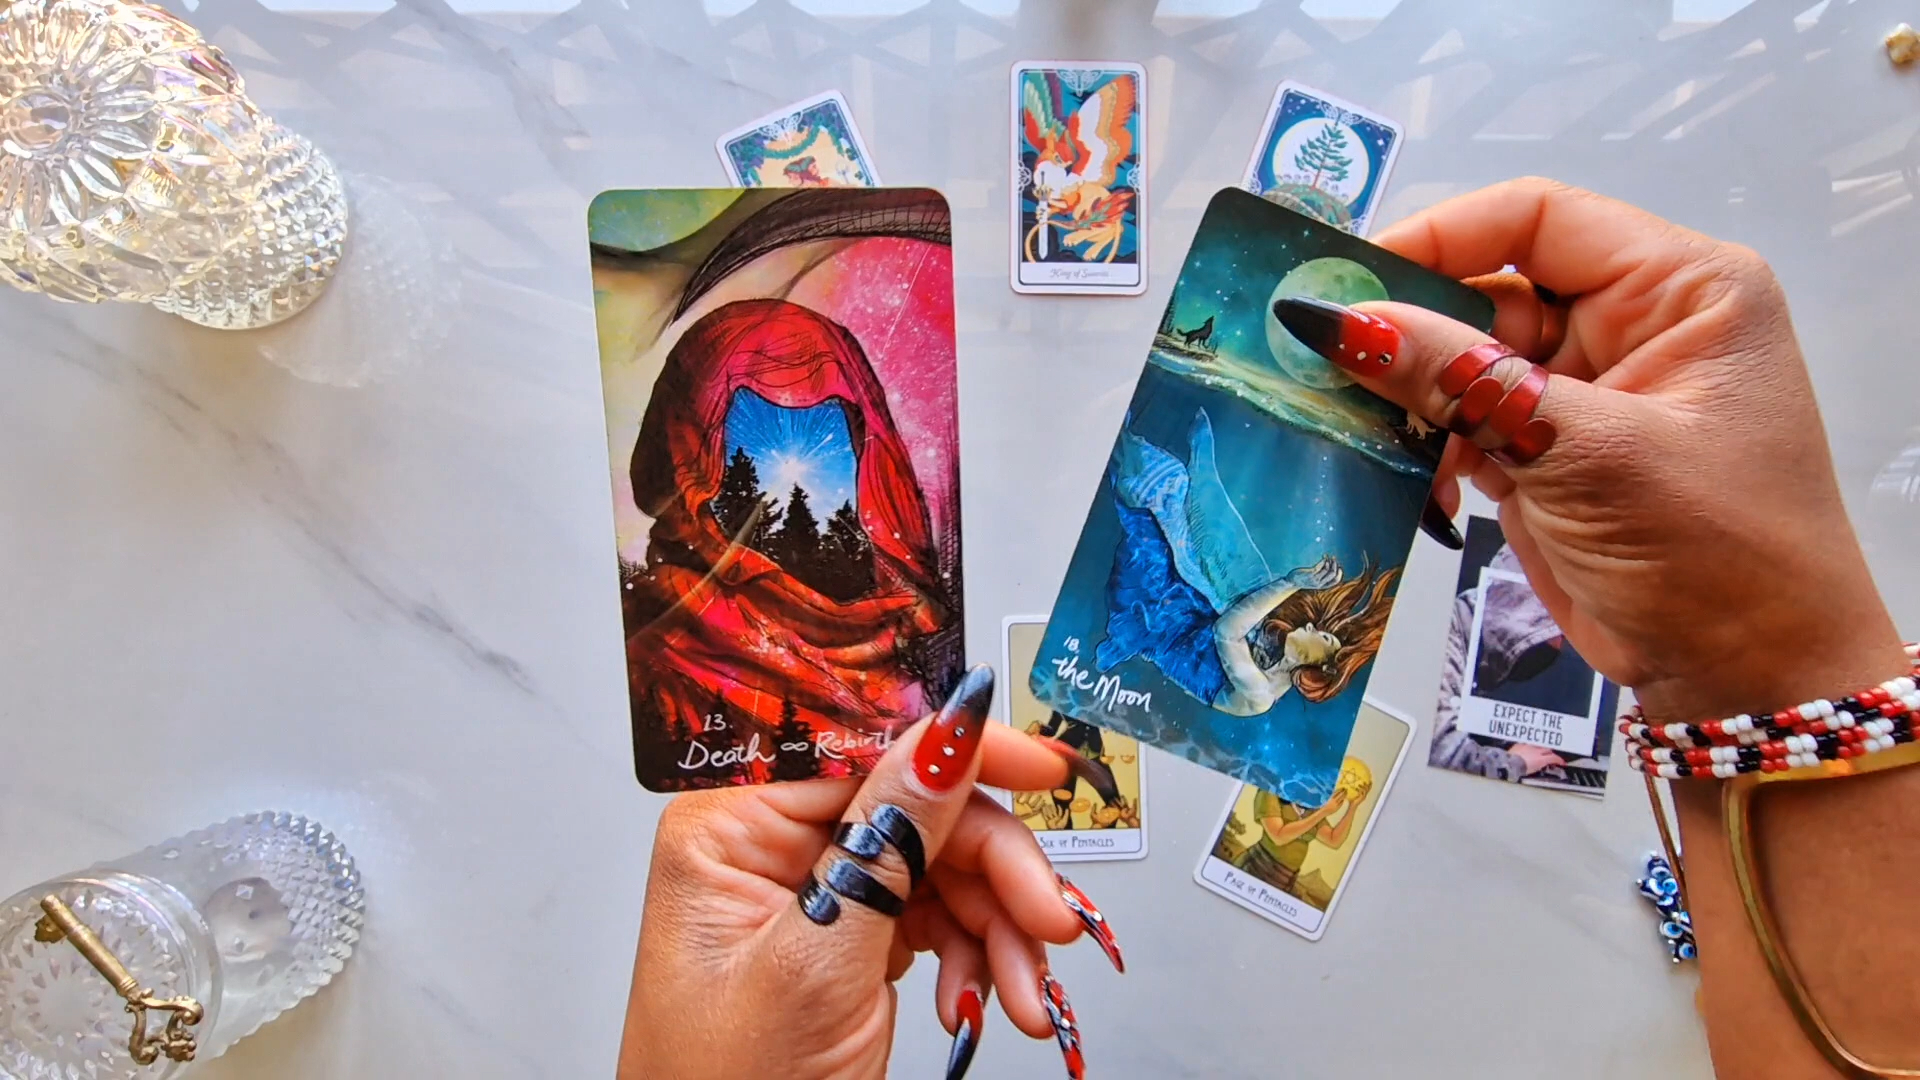 King of Swords
13.
Death ∞ Rebirth
18.
the Moon
EXPECT THE
UNEXPECTED
SIX OF PENTACLES
PAGE OF PENTACLES